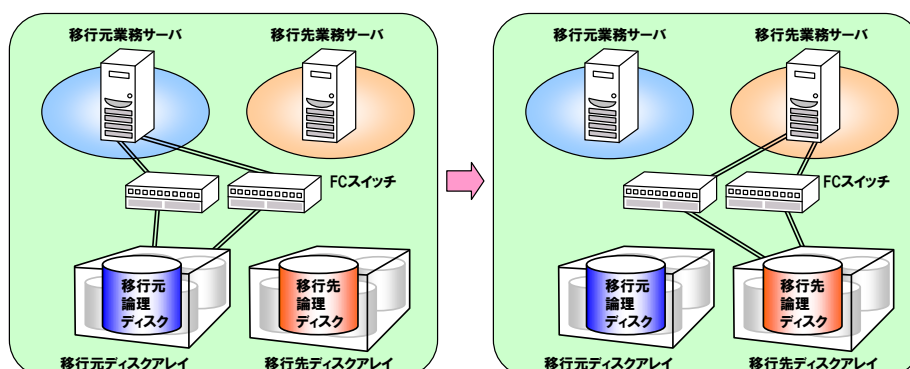 移行元業務サーバ
移行先業務サーバ
FCスイッチ
移行元
論理
ディスク
移行先
論理
ディスク
移行元ディスクアレイ
移行先ディスクアレイ
移行元業務サーバ
移行先業務サーバ
FCスイッチ
移行元
論理
ディスク
移行先
論理
ディスク
移行元ディスクアレイ
移行先ディスクアレイ